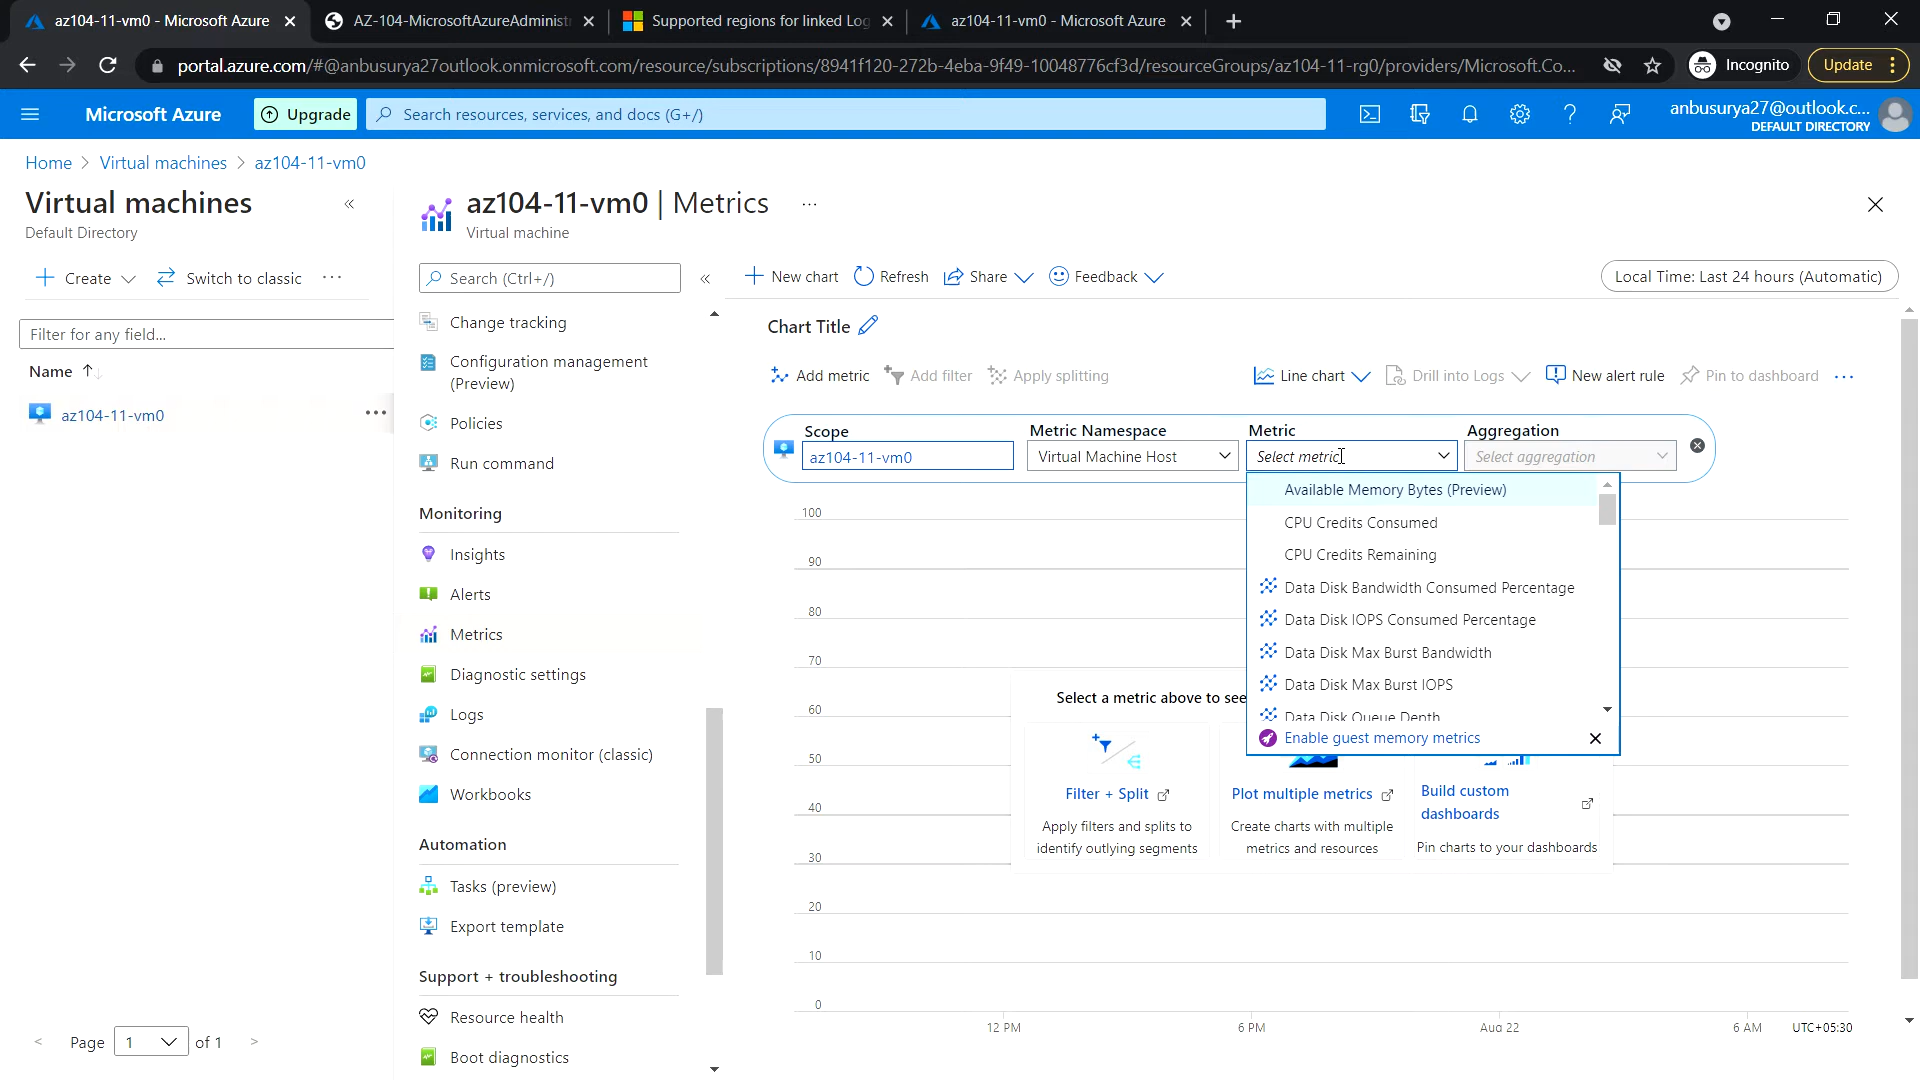 az104-11-vm0 - Microsoft Azure
AZ-104-MicrosoftAzureAdministr
Supported regions for linked Log
az104-11-vm0 - Microsoft Azure
portal.azure.com/#@anbusurya27outlook.onmicrosoft.com/resource/subscriptions/8941f120-272b-4eba-9f49-10048776cf3d/resourceGroups/az104-11-rg0/providers/Microsoft.Co...
Incognito
Update
Microsoft Azure
Upgrade
Search resources, services, and docs (G+/)
anbusurya27@outlook.c...
DEFAULT DIRECTORY
Home > Virtual machines > az104-11-vm0
Virtual machines
Default Directory
Create
Switch to classic
Filter for any field...
Name
az104-11-vm0
Page 1 of 1
az104-11-vm0 | Metrics
Virtual machine
Search (Ctrl+/)
Change tracking
Configuration management
(Preview)
Policies
Run command
Monitoring
Insights
Alerts
Metrics
Diagnostic settings
Logs
Connection monitor (classic)
Workbooks
Automation
Tasks (preview)
Export template
Support + troubleshooting
Resource health
Boot diagnostics
New chart
Refresh
Share
Feedback
Local Time: Last 24 hours (Automatic)
Chart Title
Add metric
Add filter
Apply splitting
Line chart
Drill into Logs
New alert rule
Pin to dashboard
Scope
az104-11-vm0
Metric Namespace
Virtual Machine Host
Metric
Select metric
Aggregation
Select aggregation
Available Memory Bytes (Preview)
CPU Credits Consumed
CPU Credits Remaining
Data Disk Bandwidth Consumed Percentage
Data Disk IOPS Consumed Percentage
Data Disk Max Burst Bandwidth
Data Disk Max Burst IOPS
Data Disk Queue Depth
Enable guest memory metrics
100
90
80
70
60
50
40
30
20
10
0
Select a metric above to see
Filter + Split
Apply filters and splits to
identify outlying segments
Plot multiple metrics
Create charts with multiple
metrics and resources
Build custom
dashboards
Pin charts to your dashboards
12 PM
6 PM
Aug 22
6 AM
UTC+05:30